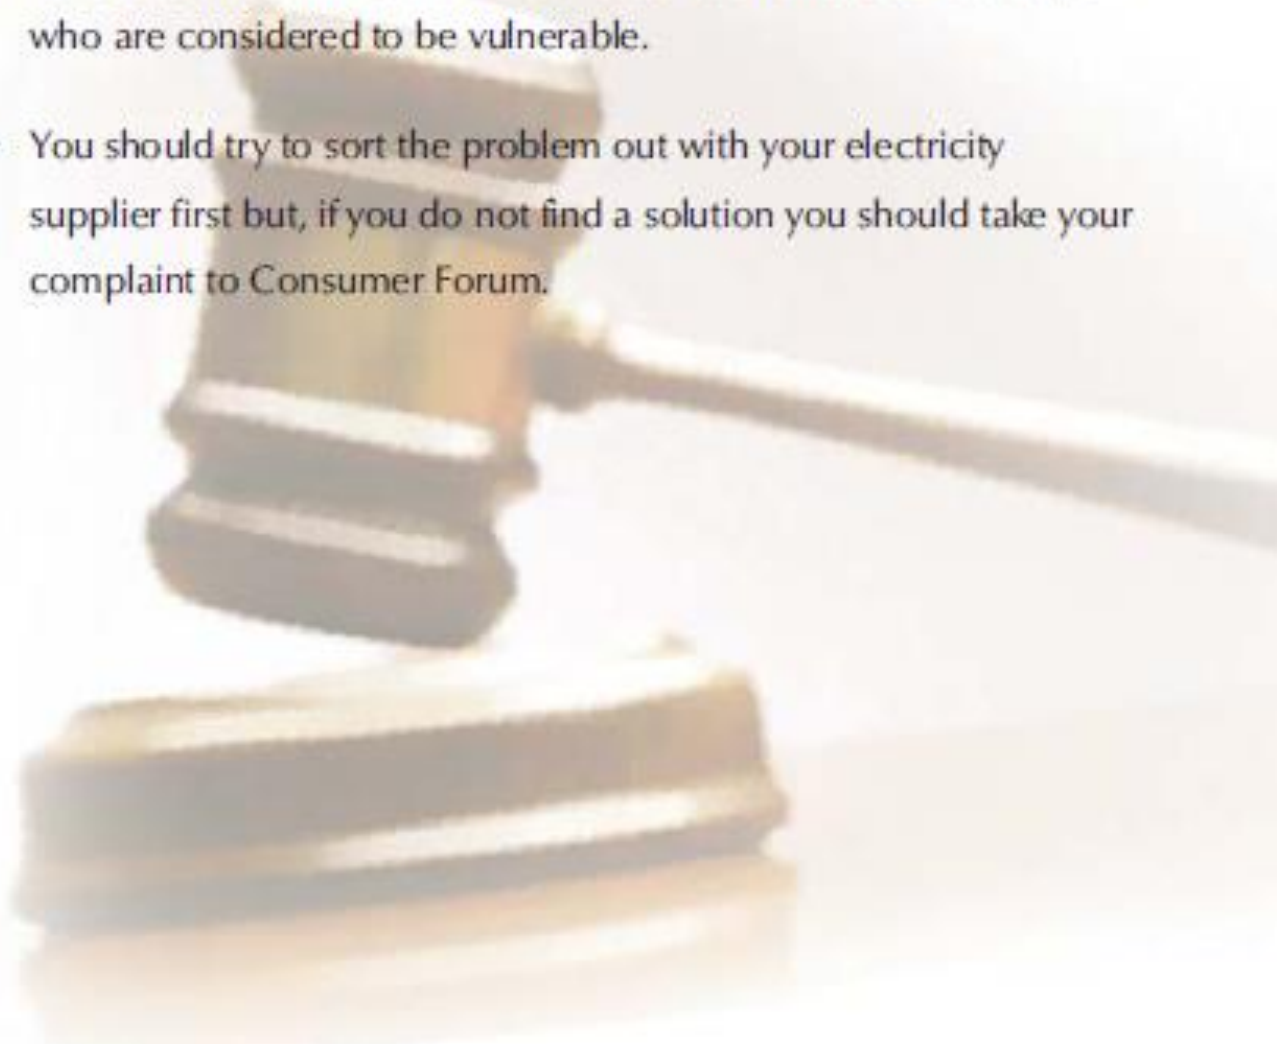 who are considered to be vulnerable.
You should try to sort the problem out with your electricity
supplier first but, if you do not find a solution you should take your
complaint to Consumer Forum.